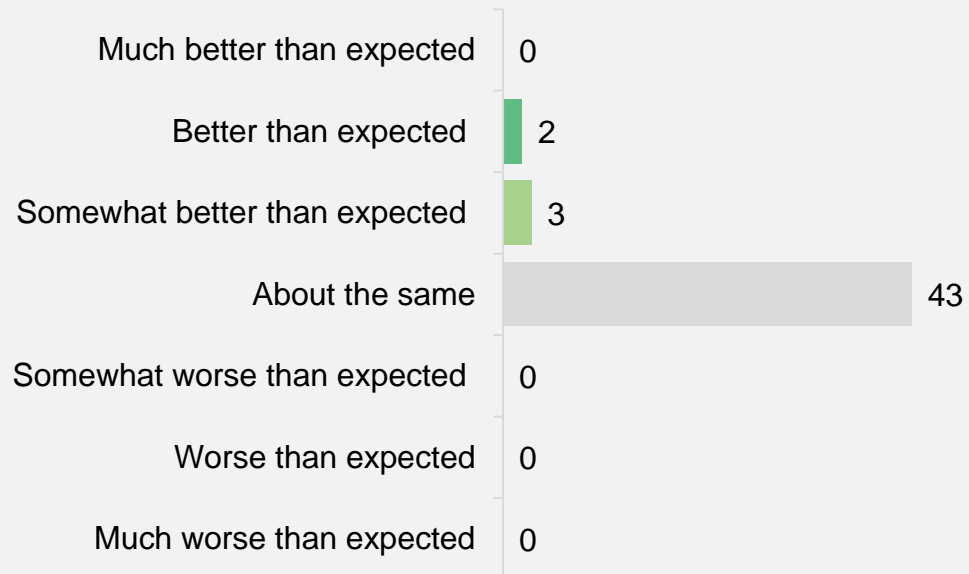 Much better than expected 0
Better than expected 2
Somewhat better than expected 3
About the same 43
Somewhat worse than expected 0
Worse than expected 0
Much worse than expected 0